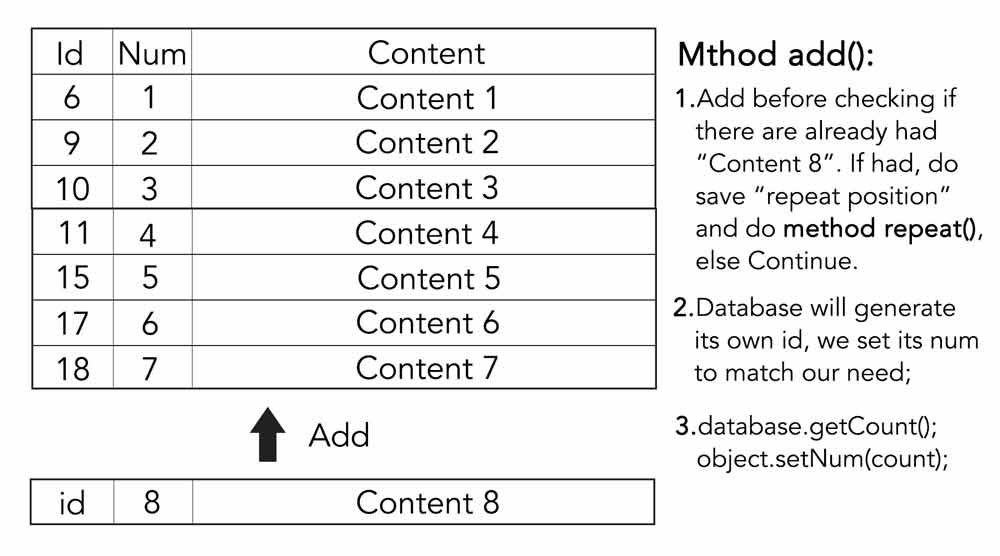 Id Num Content
6 1 Content 1
9 2 Content 2
10 3 Content 3
11 4 Content 4
15 5 Content 5
17 6 Content 6
18 7 Content 7
Add
id 8 Content 8
Mthod add():
1.Add before checking if
there are already had
“Content 8”. If had, do
save “repeat position”
and do method repeat(),
else Continue.
2.Database will generate
its own id, we set its num
to match our need;
3.database.getCount();
object.setNum(count);